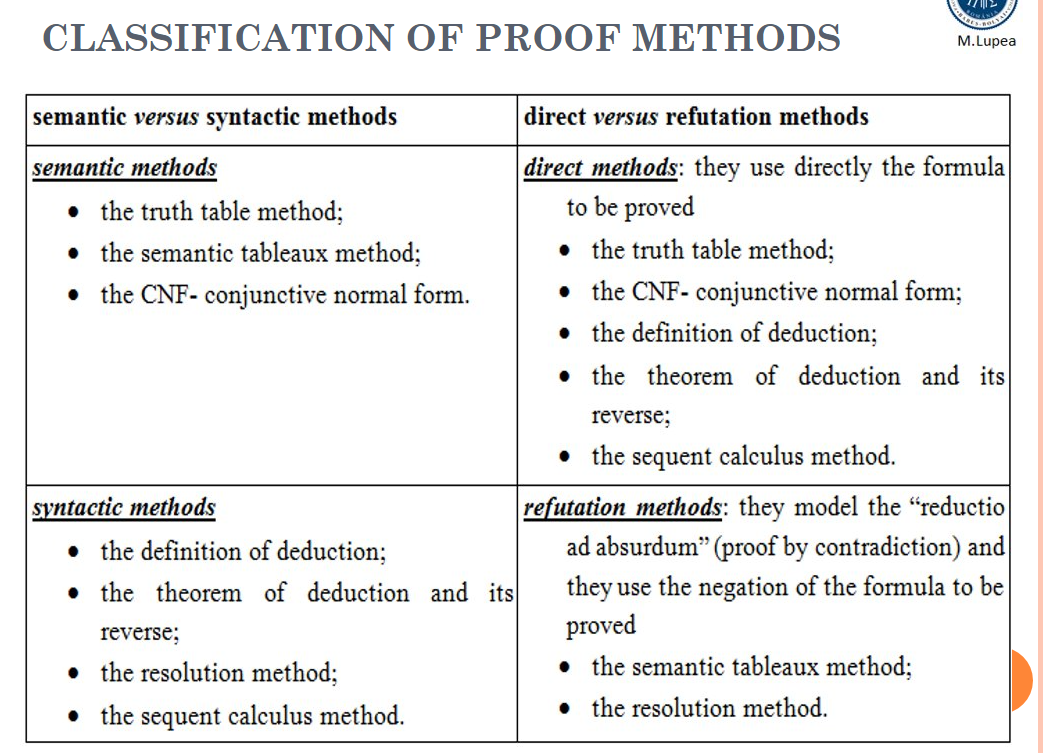 CLASSIFICATION OF PROOF METHODS
M.Lupea
semantic versus syntactic methods
direct versus refutation methods
semantic methods
• the truth table method;
• the semantic tableaux method;
• the CNF- conjunctive normal form.
direct methods: they use directly the formula
to be proved
• the truth table method;
• the CNF- conjunctive normal form;
• the definition of deduction;
• the theorem of deduction and its
reverse;
• the sequent calculus method.
syntactic methods
• the definition of deduction;
• the theorem of deduction and its
reverse;
• the resolution method;
• the sequent calculus method.
refutation methods: they model the “reductio
ad absurdum” (proof by contradiction) and
they use the negation of the formula to be
proved
• the semantic tableaux method;
• the resolution method.